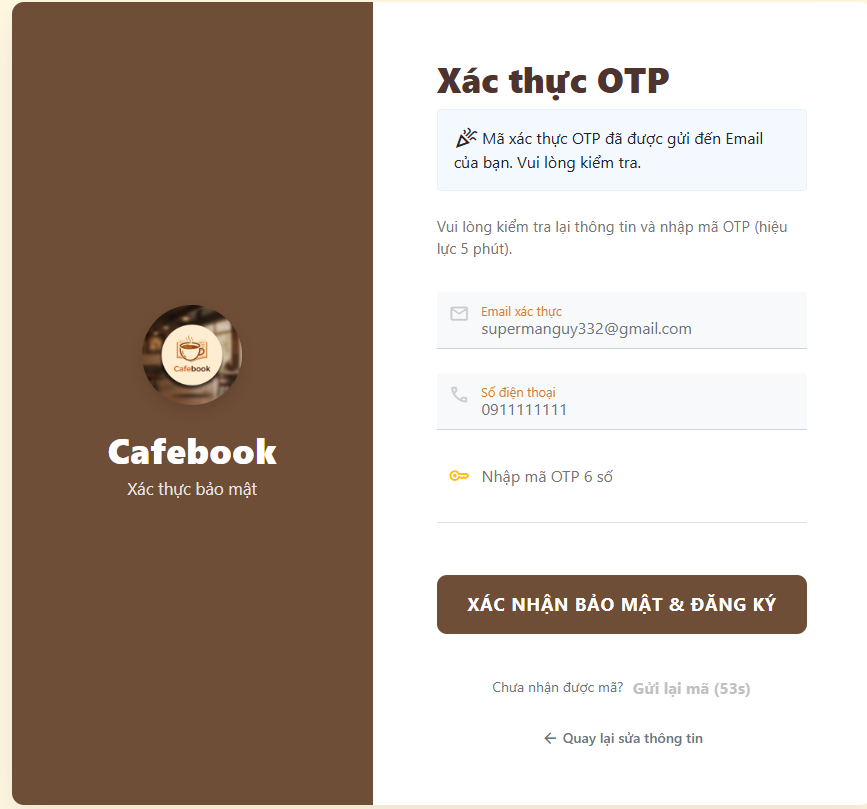 Cafebook
Cafebook
Xác thực bảo mật
Xác thực OTP
Mã xác thực OTP đã được gửi đến Email
của bạn. Vui lòng kiểm tra.
Vui lòng kiểm tra lại thông tin và nhập mã OTP (hiệu
lực 5 phút).
Email xác thực
supermanguy332@gmail.com
Số điện thoại
0911111111
Nhập mã OTP 6 số
XÁC NHẬN BẢO MẬT & ĐĂNG KÝ
Chưa nhận được mã? Gửi lại mã (53s)
← Quay lại sửa thông tin